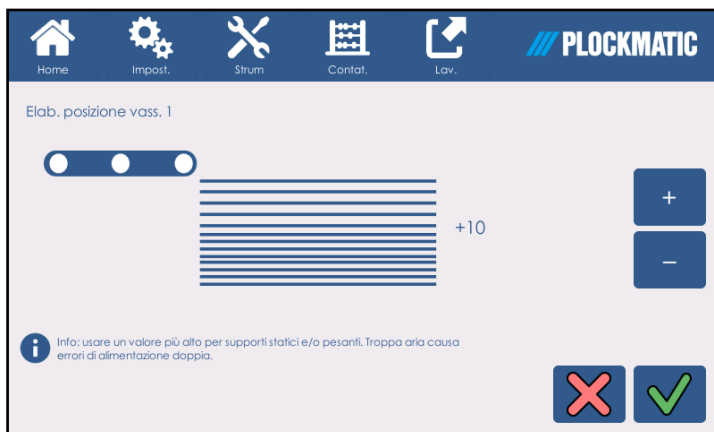 Home Impost. Strum Contat. Lav. PLOCKMATIC
Elab. posizione vass. 1
+10
+
–
Info: usare un valore più alto per supporti statici e/o pesanti. Troppa aria causa
errori di alimentazione doppia.